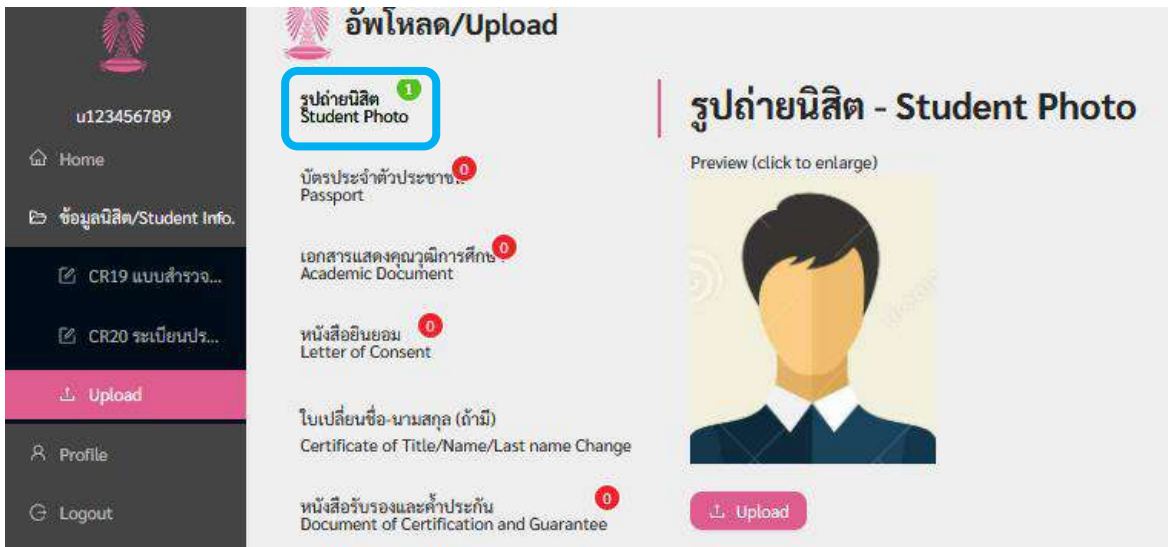 อัพโหลด/Upload
u123456789
Home
ข้อมูลนิสิต/Student Info.
CR19 แบบสำรวจ...
CR20 ระเบียนปร...
Upload
Profile
Logout
รูปถ่ายนิสิต 1
Student Photo
บัตรประจำตัวประชาช 0
Passport
เอกสารแสดงคุณวุฒิการศึกษ 0
Academic Document
หนังสือยินยอม 0
Letter of Consent
ใบเปลี่ยนชื่อ-นามสกุล (ถ้ามี)
Certificate of Title/Name/Last name Change
หนังสือรับรองและค้ำประกัน 0
Document of Certification and Guarantee
รูปถ่ายนิสิต - Student Photo
Preview (click to enlarge)
Upload